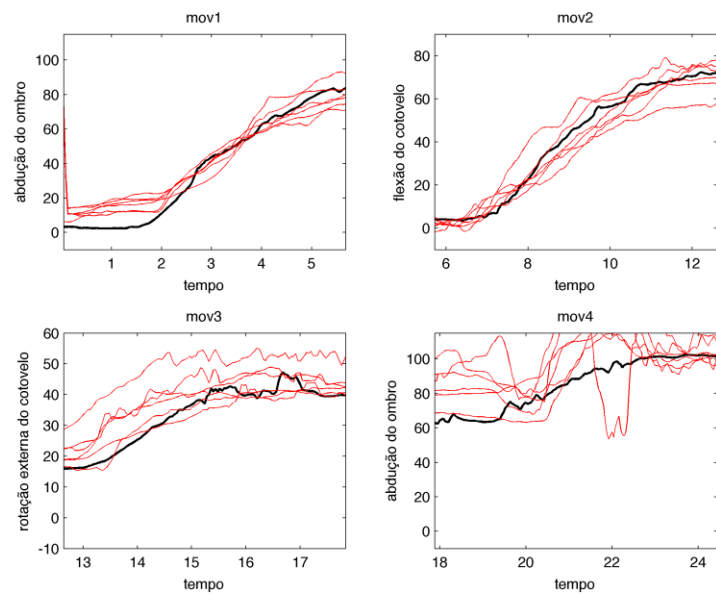 mov1
100
80
60
40
20
0
abdução do ombro
1 2 3 4 5
tempo
mov2
80
60
40
20
0
flexão do cotovelo
6 8 10 12
tempo
mov3
60
50
40
30
20
10
0
-10
rotação externa do cotovelo
13 14 15 16 17
tempo
mov4
100
80
60
40
20
0
abdução do ombro
18 20 22 24
tempo